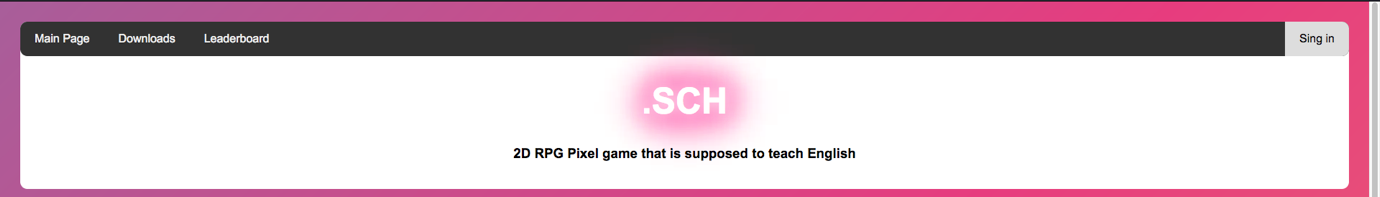 Main Page Downloads Leaderboard Sing in
.SCH
2D RPG Pixel game that is supposed to teach English